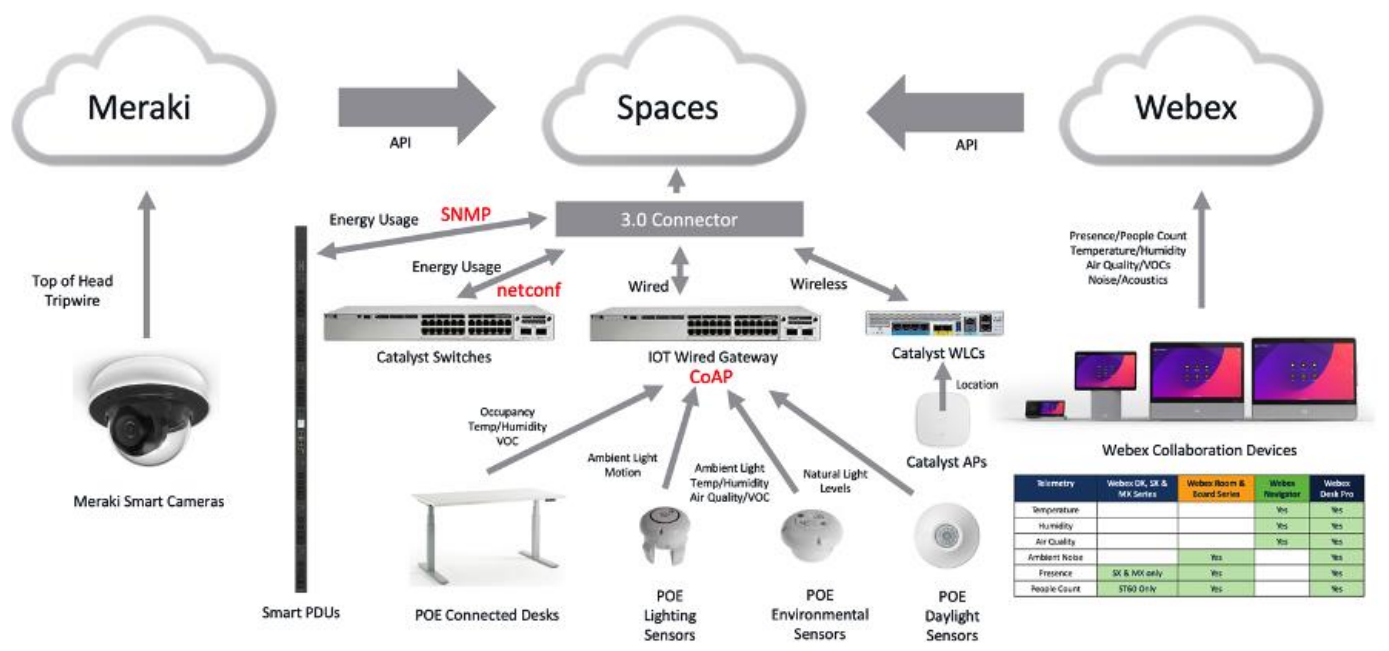 Meraki
Spaces
Webex
API
API
Energy Usage
SNMP
3.0 Connector
Energy Usage
netconf
Wired
Wireless
Top of Head
Tripwire
Presence/People Count
Temperature/Humidity
Air Quality/VOCs
Noise/Acoustics
Catalyst Switches
IOT Wired Gateway
CoAP
Catalyst WLCs
Location
Occupancy
Temp/Humidity
VOC
Ambient Light
Motion
Ambient Light
Temp/Humidity
Air Quality/VOC
Natural Light
Levels
Catalyst APs
Webex Collaboration Devices
Meraki Smart Cameras
Smart PDUs
POE Connected Desks
POE
Lighting
Sensors
POE
Environmental
Sensors
POE
Daylight
Sensors
Telemetry
Webex DX, SX &
MX Series
Webex Room &
Board Series
Webex
Navigator
Webex
Desk Pro
Temperature Yes Yes
Humidity Yes Yes
Air Quality Yes Yes
Ambient Noise Yes Yes
Presence SX & MX only Yes Yes
People Count ST60 Only Yes Yes